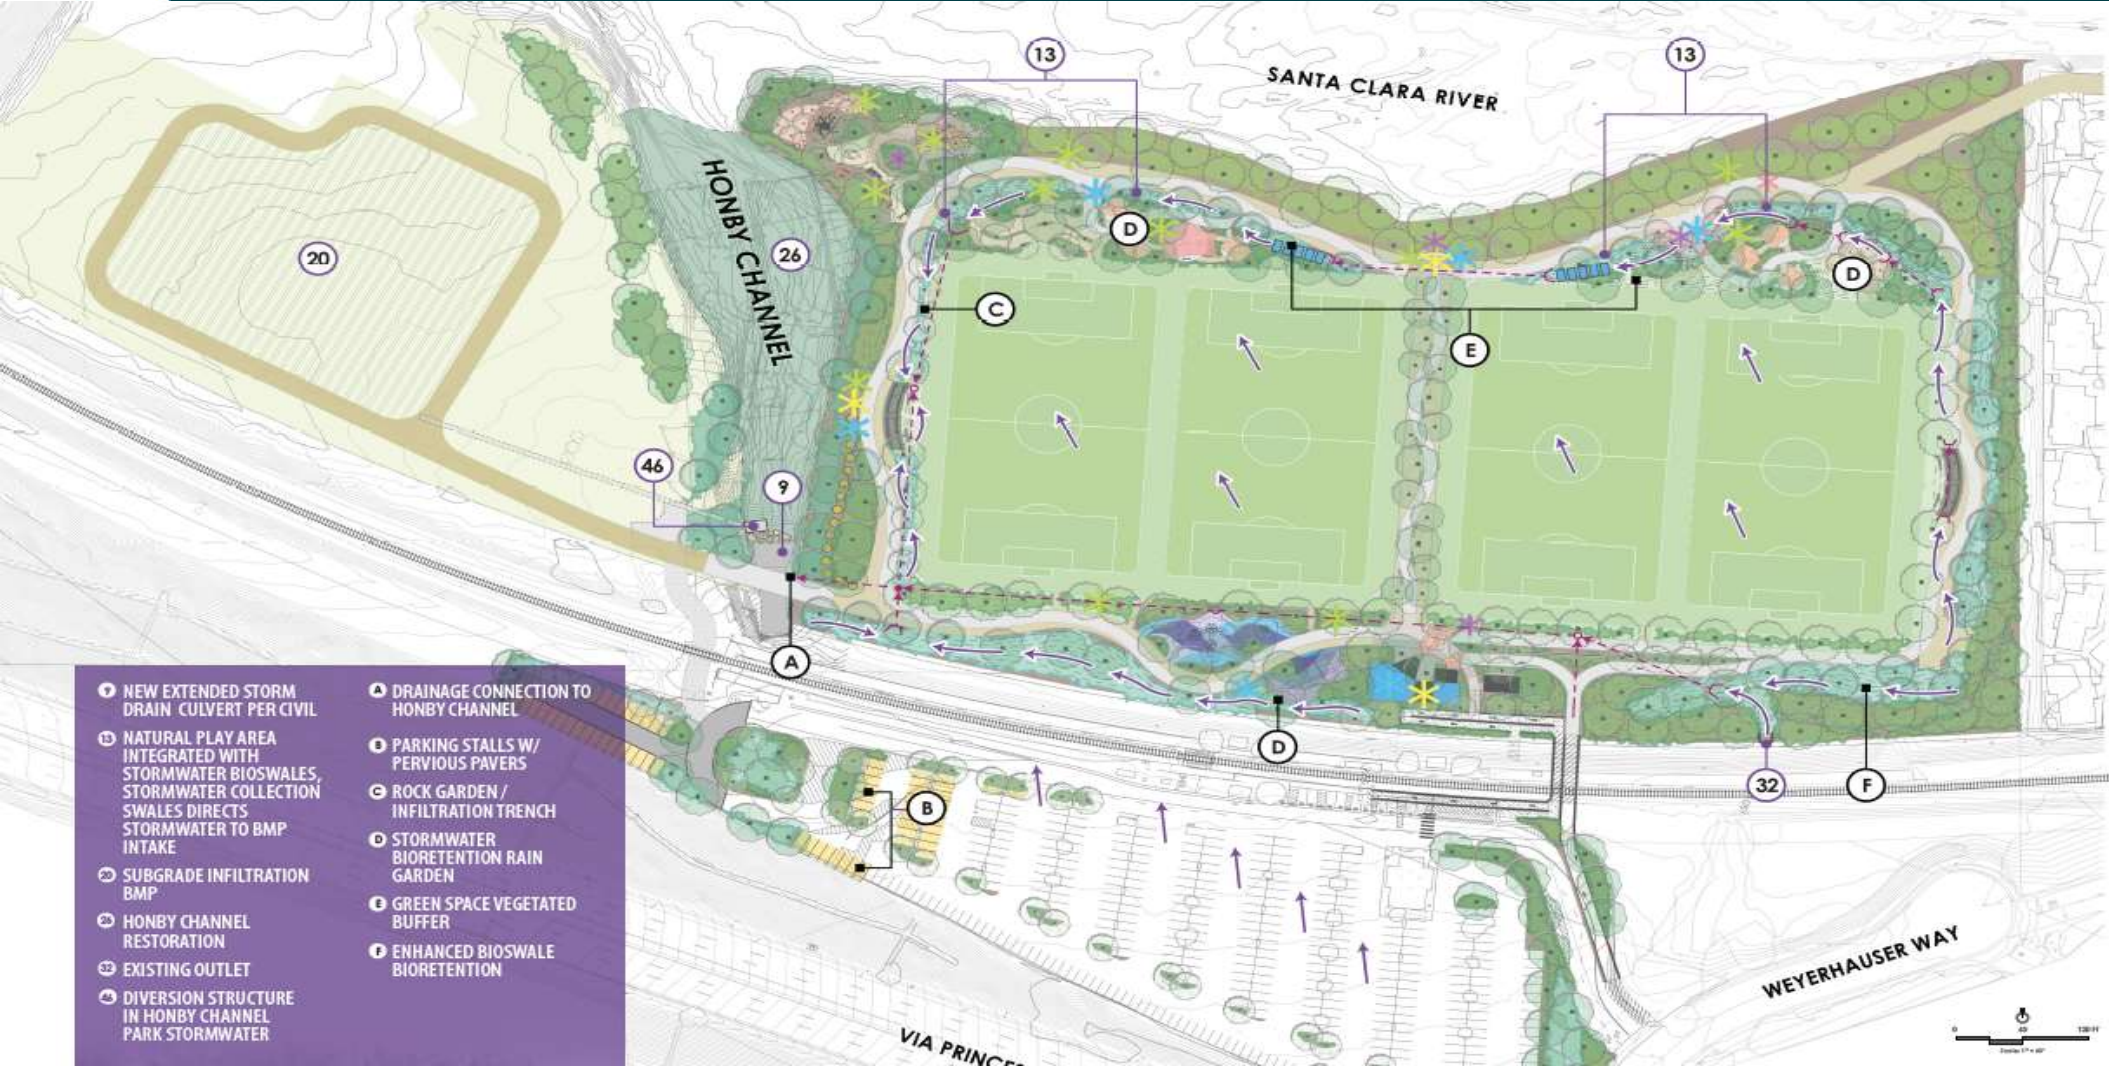 13
13
SANTA CLARA RIVER
HONBY CHANNEL
26
20
D
D
C
E
46
9
A
D
32
F
B
9 NEW EXTENDED STORM
DRAIN CULVERT PER CIVIL
13 NATURAL PLAY AREA
INTEGRATED WITH
STORMWATER BIOSWALES,
STORMWATER COLLECTION
SWALES DIRECTS
STORMWATER TO BMP
INTAKE
20 SUBGRADE INFILTRATION
BMP
26 HONBY CHANNEL
RESTORATION
32 EXISTING OUTLET
46 DIVERSION STRUCTURE
IN HONBY CHANNEL
PARK STORMWATER
A DRAINAGE CONNECTION TO
HONBY CHANNEL
B PARKING STALLS W/
PERVIOUS PAVERS
C ROCK GARDEN /
INFILTRATION TRENCH
D STORMWATER
BIORETENTION RAIN
GARDEN
E GREEN SPACE VEGETATED
BUFFER
F ENHANCED BIOSWALE
BIORETENTION
WEYERHAUSER WAY
VIA PRINCES
0